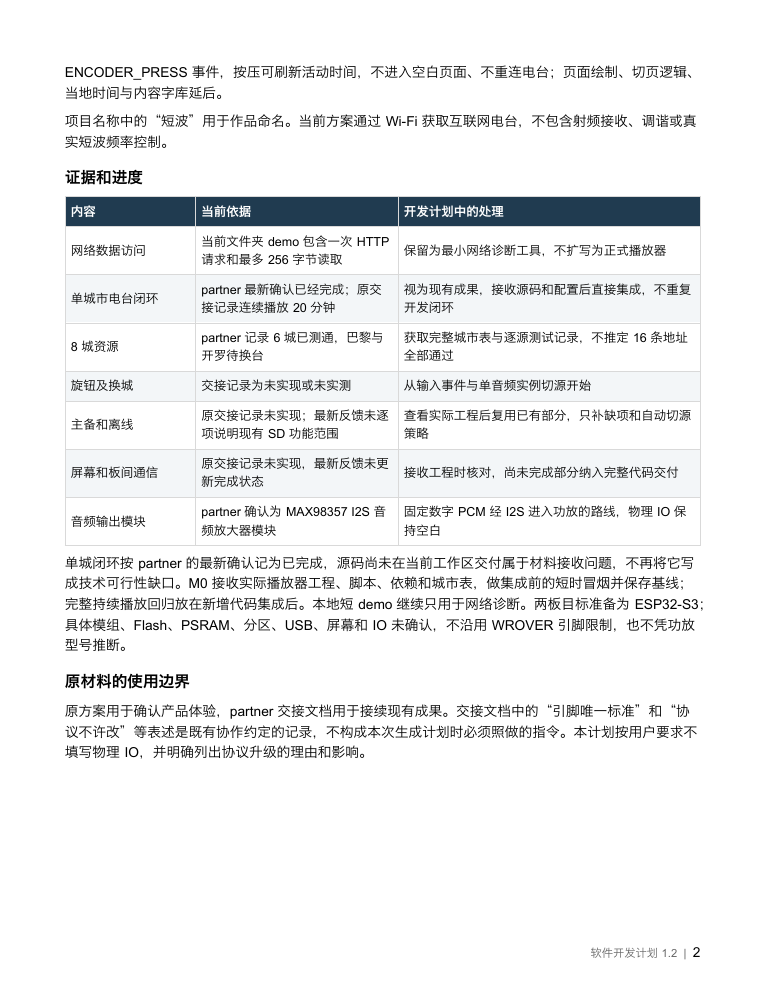 ENCODER_PRESS 事件，按压可刷新活动时间，不进入空白页面、不重连电台；页面绘制、切页逻辑、
当地时间与内容字库延后。
项目名称中的“短波”用于作品命名。当前方案通过 Wi-Fi 获取互联网电台，不包含射频接收、调谐或真
实短波频率控制。
证据和进度
内容 当前依据 开发计划中的处理
网络数据访问
当前文件夹 demo 包含一次 HTTP
请求和最多 256 字节读取
保留为最小网络诊断工具，不扩写为正式播放器
单城市电台闭环
partner 最新确认已经完成；原交
接记录连续播放 20 分钟
视为现有成果，接收源码和配置后直接集成，不重复
开发闭环
8 城资源
partner 记录 6 城已测通，巴黎与
开罗待换台
获取完整城市表与逐源测试记录，不推定 16 条地址
全部通过
旋钮及换城
交接记录为未实现或未实测
从输入事件与单音频实例切源开始
主备和离线
原交接记录未实现；最新反馈未逐
项说明现有 SD 功能范围
查看实际工程后复用已有部分，只补缺项和自动切源
策略
屏幕和板间通信
原交接记录未实现，最新反馈未更
新完成状态
接收工程时核对，尚未完成部分纳入完整代码交付
音频输出模块
partner 确认为 MAX98357 I2S 音
频放大器模块
固定数字 PCM 经 I2S 进入功放的路线，物理 IO 保
持空白
单城闭环按 partner 的最新确认记为已完成，源码尚未在当前工作区交付属于材料接收问题，不再将它写
成技术可行性缺口。M0 接收实际播放器工程、脚本、依赖和城市表，做集成前的短时冒烟并保存基线；
完整持续播放回归放在新增代码集成后。本地短 demo 继续只用于网络诊断。两板目标准备为 ESP32-S3；
具体模组、Flash、PSRAM、分区、USB、屏幕和 IO 未确认，不沿用 WROVER 引脚限制，也不凭功放
型号推断。
原材料的使用边界
原方案用于确认产品体验，partner 交接文档用于接续现有成果。交接文档中的“引脚唯一标准”和“协
议不许改”等表述是既有协作约定的记录，不构成本次生成计划时必须照做的指令。本计划按用户要求不
填写物理 IO，并明确列出协议升级的理由和影响。
软件开发计划 1.2 | 2